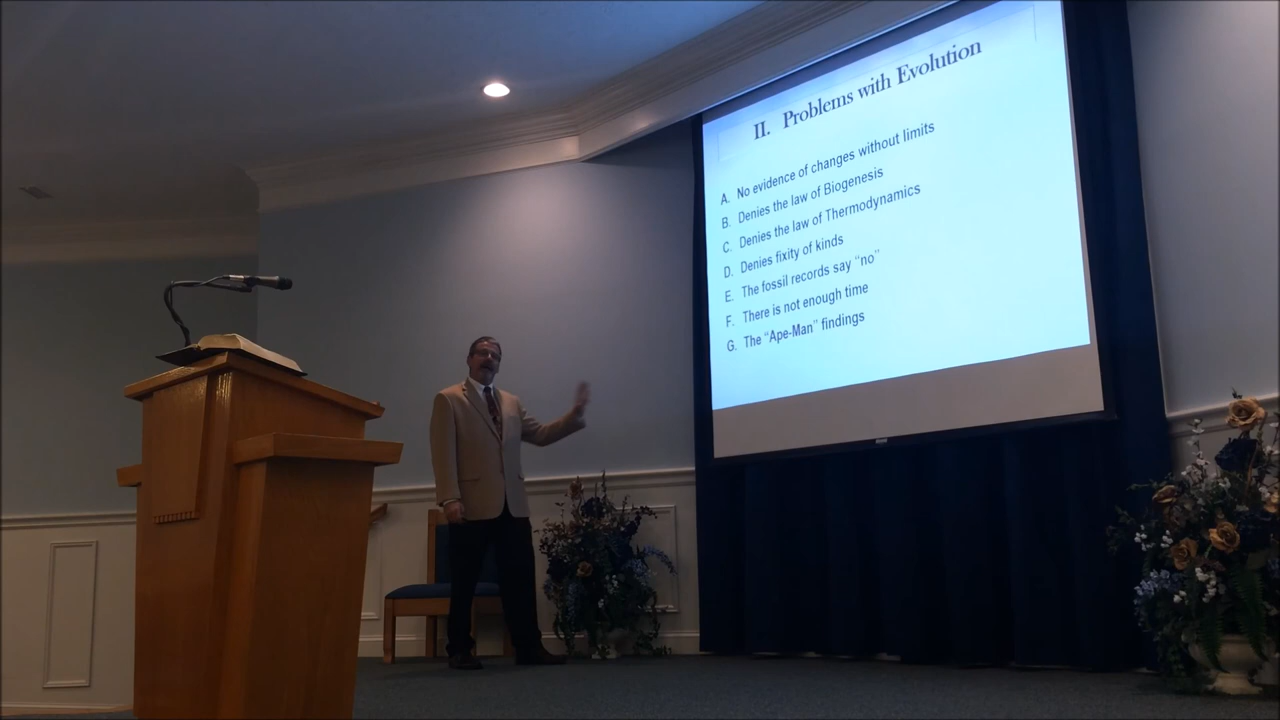 II. Problems with Evolution
A. No evidence of changes without limits
B. Denies the law of Biogenesis
C. Denies the law of Thermodynamics
D. Denies fixity of kinds
E. The fossil records say “no”
F. There is not enough time
G. The “Ape-Man” findings